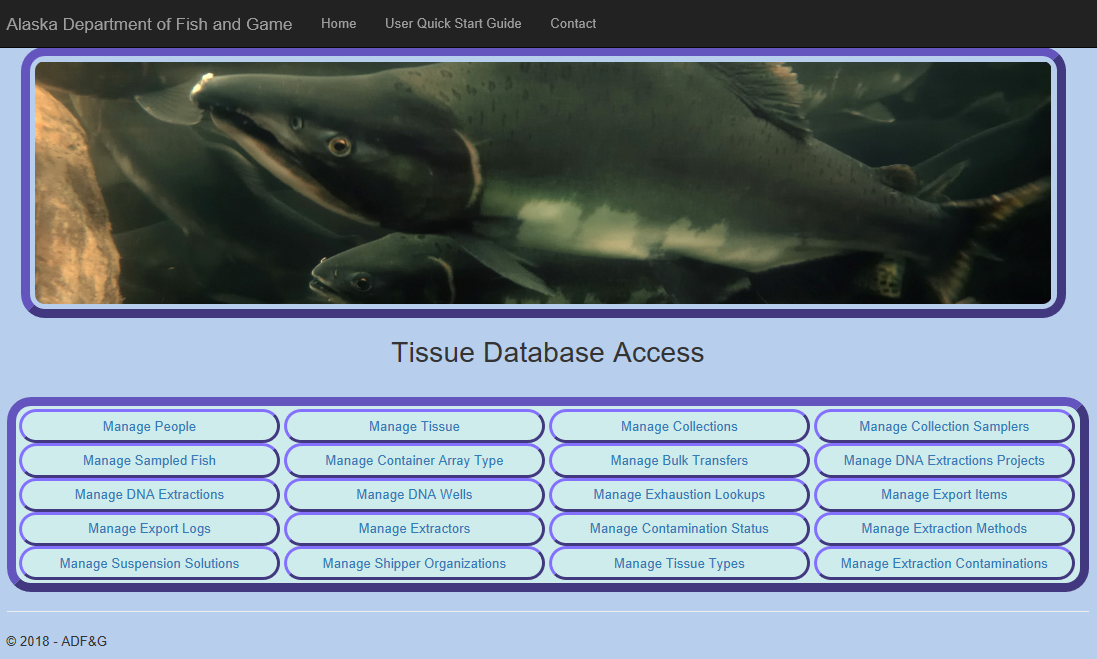 Alaska Department of Fish and Game Home User Quick Start Guide Contact
Tissue Database Access
Manage People Manage Tissue Manage Collections Manage Collection Samplers
Manage Sampled Fish Manage Container Array Type Manage Bulk Transfers Manage DNA Extractions Projects
Manage DNA Extractions Manage DNA Wells Manage Exhaustion Lookups Manage Export Items
Manage Export Logs Manage Extractors Manage Contamination Status Manage Extraction Methods
Manage Suspension Solutions Manage Shipper Organizations Manage Tissue Types Manage Extraction Contaminations
© 2018 - ADF&G